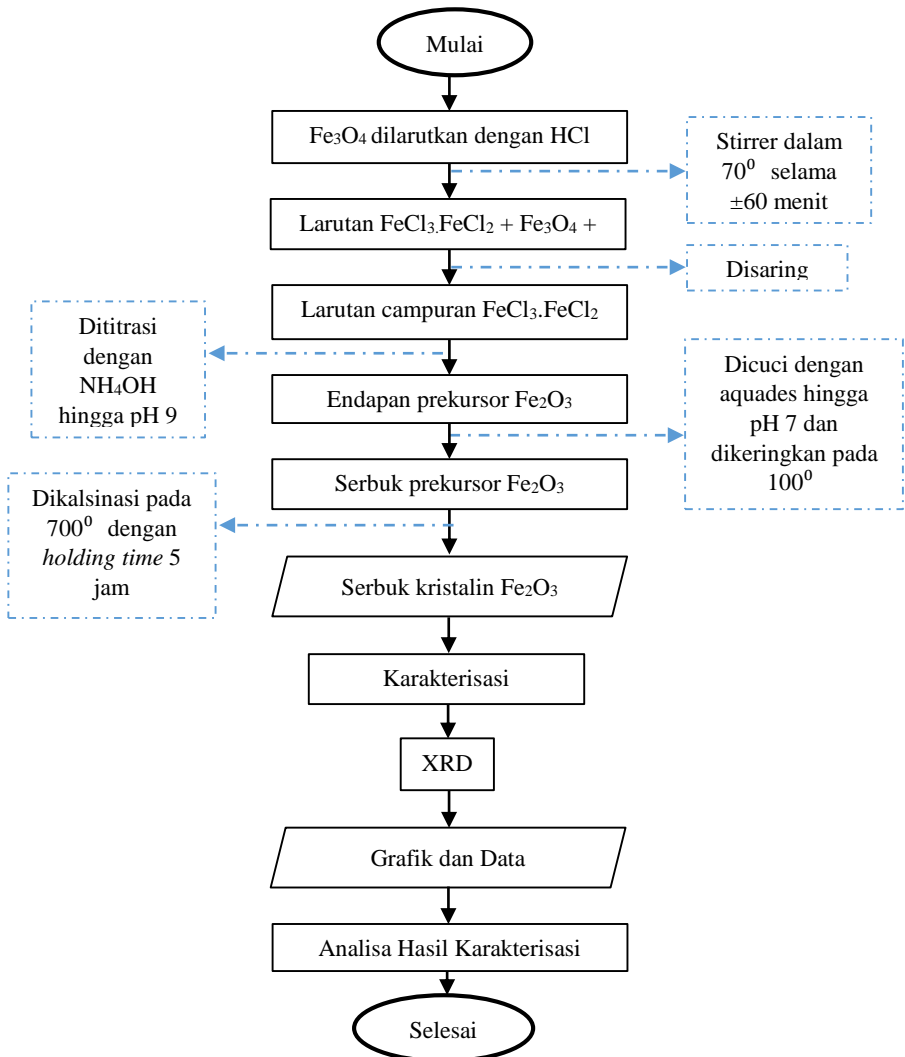 Mulai
Fe₃O₄ dilarutkan dengan HCl
Stirrer dalam
70⁰ selama
±60 menit
Larutan FeCl₃.FeCl₂ + Fe₃O₄ +
Disaring
Larutan campuran FeCl₃.FeCl₂
Dititrasi
dengan
NH₄OH
hingga pH 9
Endapan prekursor Fe₂O₃
Dicuci dengan
aquades hingga
pH 7 dan
dikeringkan pada
100⁰
Serbuk prekursor Fe₂O₃
Dikalsinasi pada
700⁰ dengan
holding time 5
jam
Serbuk kristalin Fe₂O₃
Karakterisasi
XRD
Grafik dan Data
Analisa Hasil Karakterisasi
Selesai